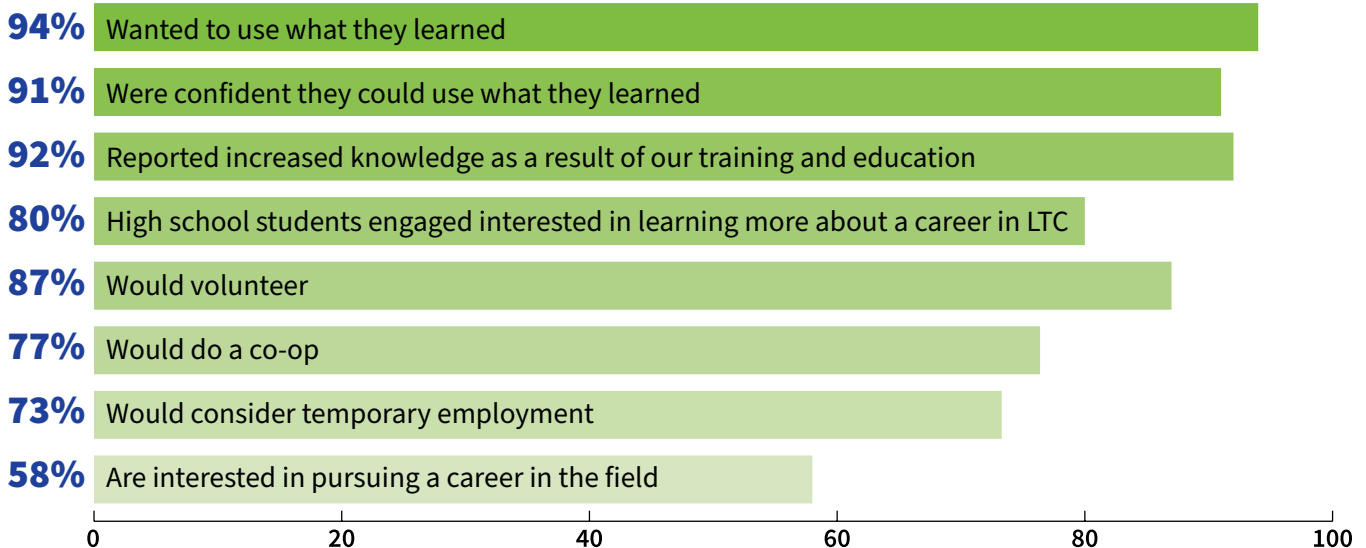 94% Wanted to use what they learned
91% Were confident they could use what they learned
92% Reported increased knowledge as a result of our training and education
80% High school students engaged interested in learning more about a career in LTC
87% Would volunteer
77% Would do a co-op
73% Would consider temporary employment
58% Are interested in pursuing a career in the field
0 20 40 60 80 100